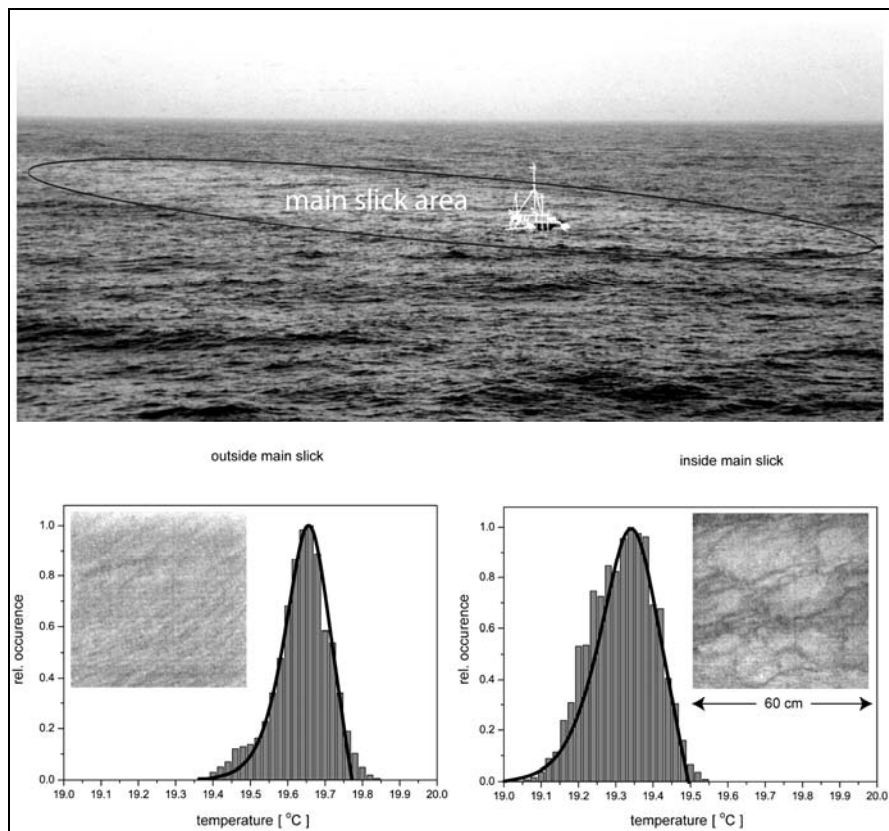 main slick area
outside main slick
inside main slick
rel. occurence
1.0
0.8
0.6
0.4
0.2
0.0
19.0 19.1 19.2 19.3 19.4 19.5 19.6 19.7 19.8 19.9 20.0
temperature [ °C]
rel. occurence
1.0
0.8
0.6
0.4
0.2
0.0
60 cm
19.0 19.1 19.2 19.3 19.4 19.5 19.6 19.7 19.8 19.9 20.0
temperature [ °C]